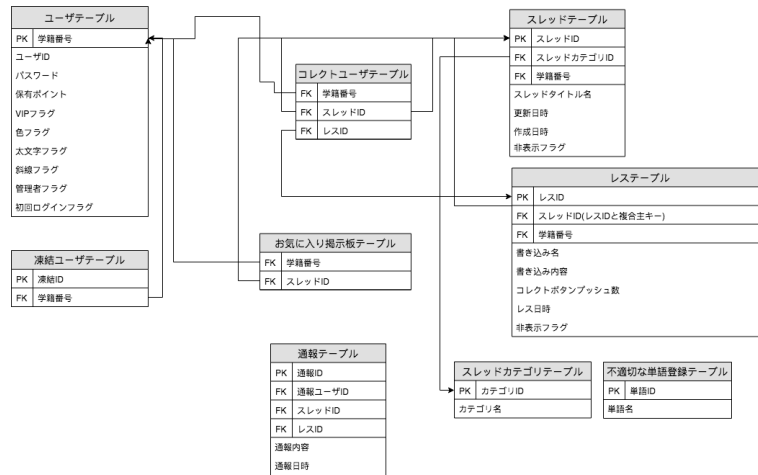 ユーザテーブル
PK 学籍番号
ユーザID
パスワード
保有ポイント
VIPフラグ
色フラグ
太文字フラグ
斜線フラグ
管理者フラグ
初回ログインフラグ
スレッドテーブル
PK スレッドID
FK スレッドカテゴリID
FK 学籍番号
スレッドタイトル名
更新日時
作成日時
非表示フラグ
コレクトユーザテーブル
FK 学籍番号
FK スレッドID
FK レスID
レステーブル
PK レスID
FK スレッドID(レスIDと複合主キー)
FK 学籍番号
書き込み名
書き込み内容
コレクトボタンプッシュ数
レス日時
非表示フラグ
凍結ユーザテーブル
PK 凍結ID
FK 学籍番号
お気に入り掲示板テーブル
FK 学籍番号
FK スレッドID
通報テーブル
PK 通報ID
FK 通報ユーザID
FK スレッドID
FK レスID
通報内容
通報日時
スレッドカテゴリテーブル
PK カテゴリID
カテゴリ名
不適切な単語登録テーブル
PK 単語ID
単語名